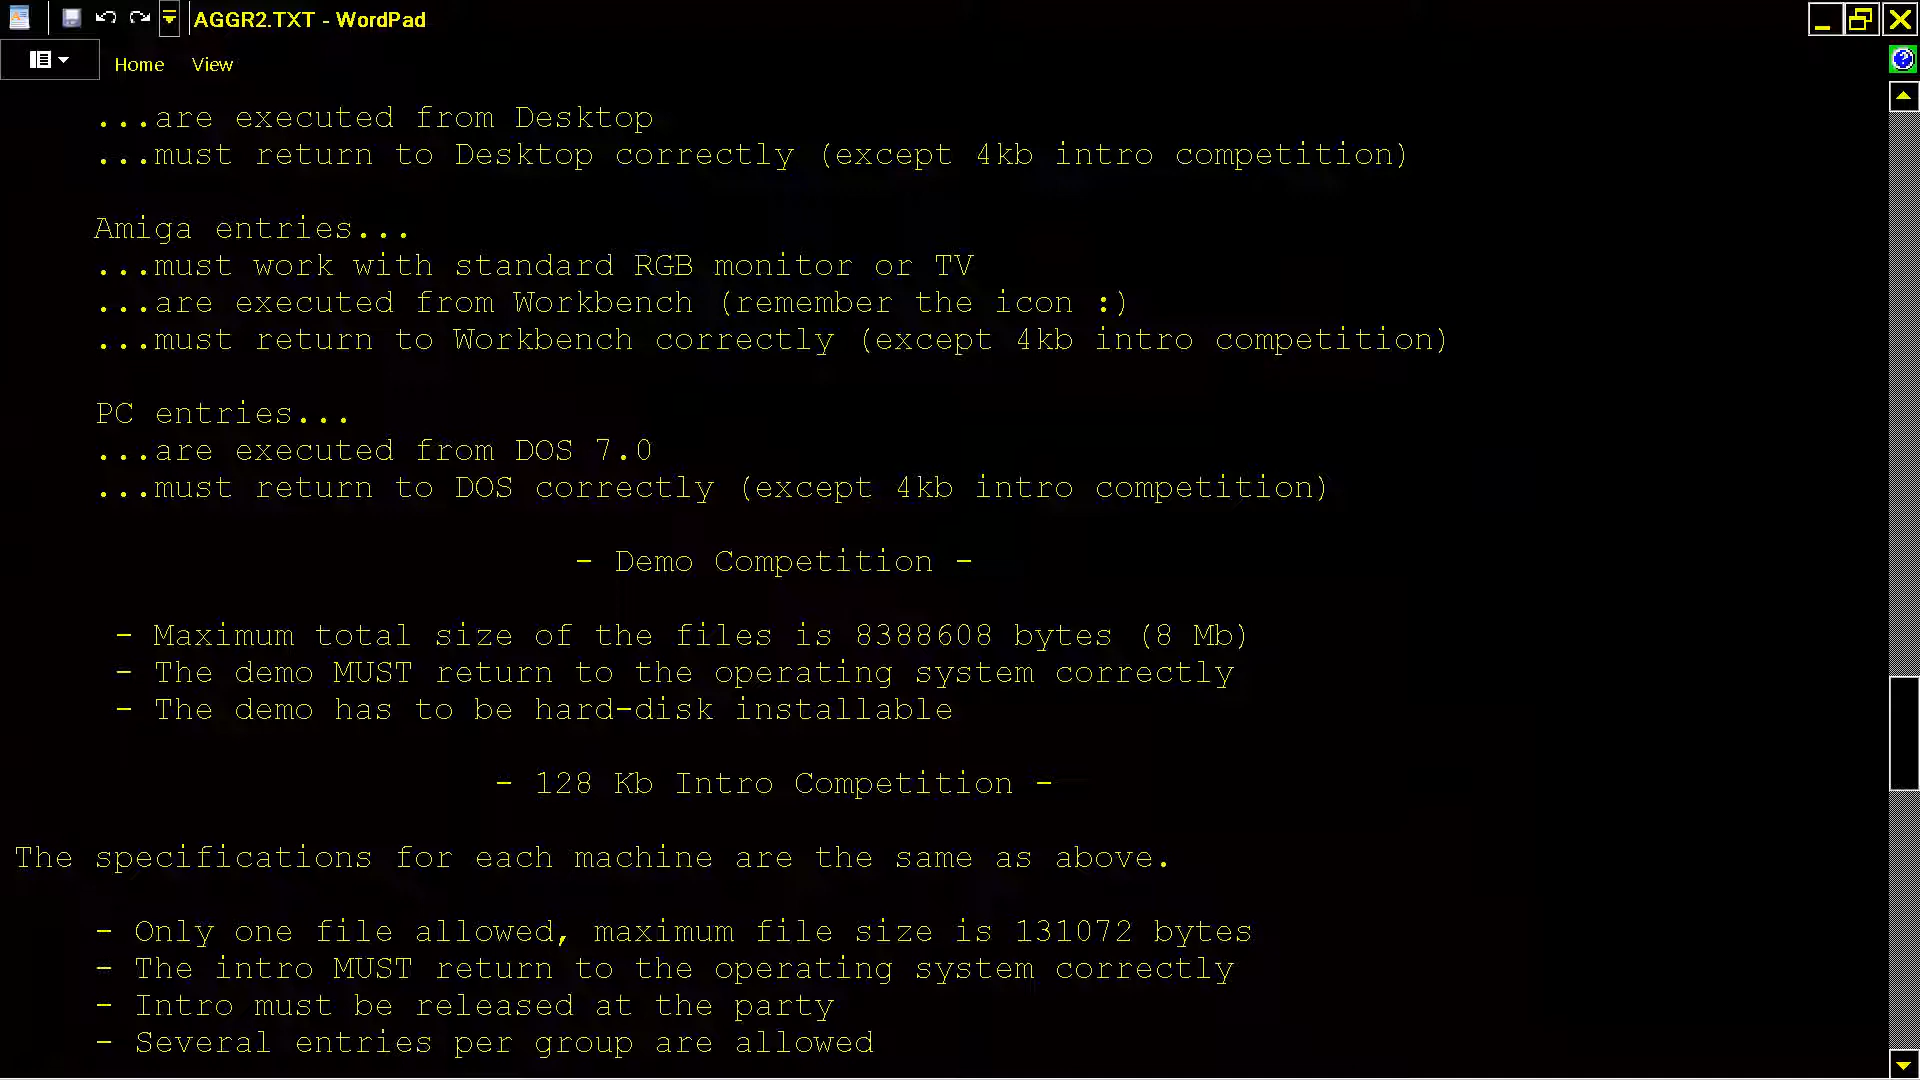 AGGR2.TXT - WordPad
Home View
...are executed from Desktop
...must return to Desktop correctly (except 4kb intro competition)
Amiga entries...
...must work with standard RGB monitor or TV
...are executed from Workbench (remember the icon :)
...must return to Workbench correctly (except 4kb intro competition)
PC entries...
...are executed from DOS 7.0
...must return to DOS correctly (except 4kb intro competition)
- Demo Competition -
- Maximum total size of the files is 8388608 bytes (8 Mb)
- The demo MUST return to the operating system correctly
- The demo has to be hard-disk installable
- 128 Kb Intro Competition -
The specifications for each machine are the same as above.
- Only one file allowed, maximum file size is 131072 bytes
- The intro MUST return to the operating system correctly
- Intro must be released at the party
- Several entries per group are allowed